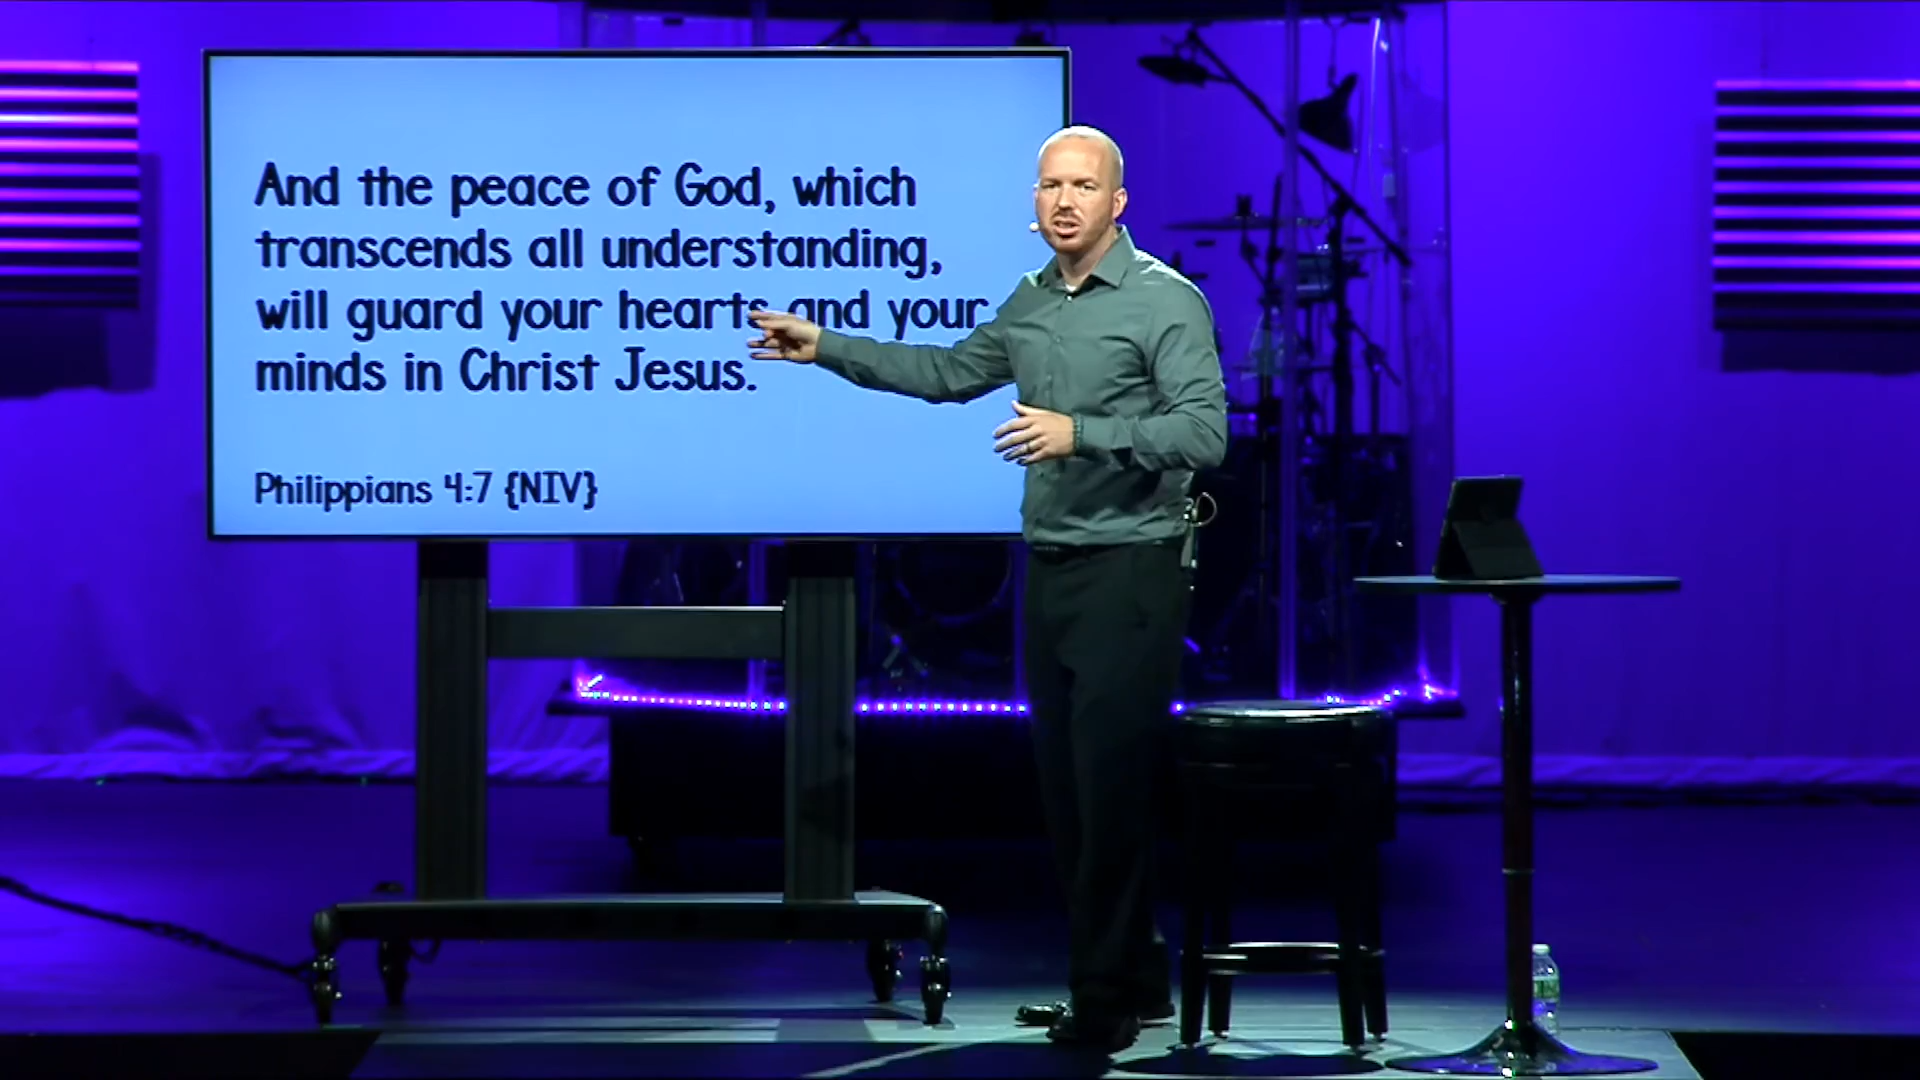 And the peace of God, which
transcends all understanding,
will guard your hearts and your
minds in Christ Jesus.
Philippians 4:7 {NIV}